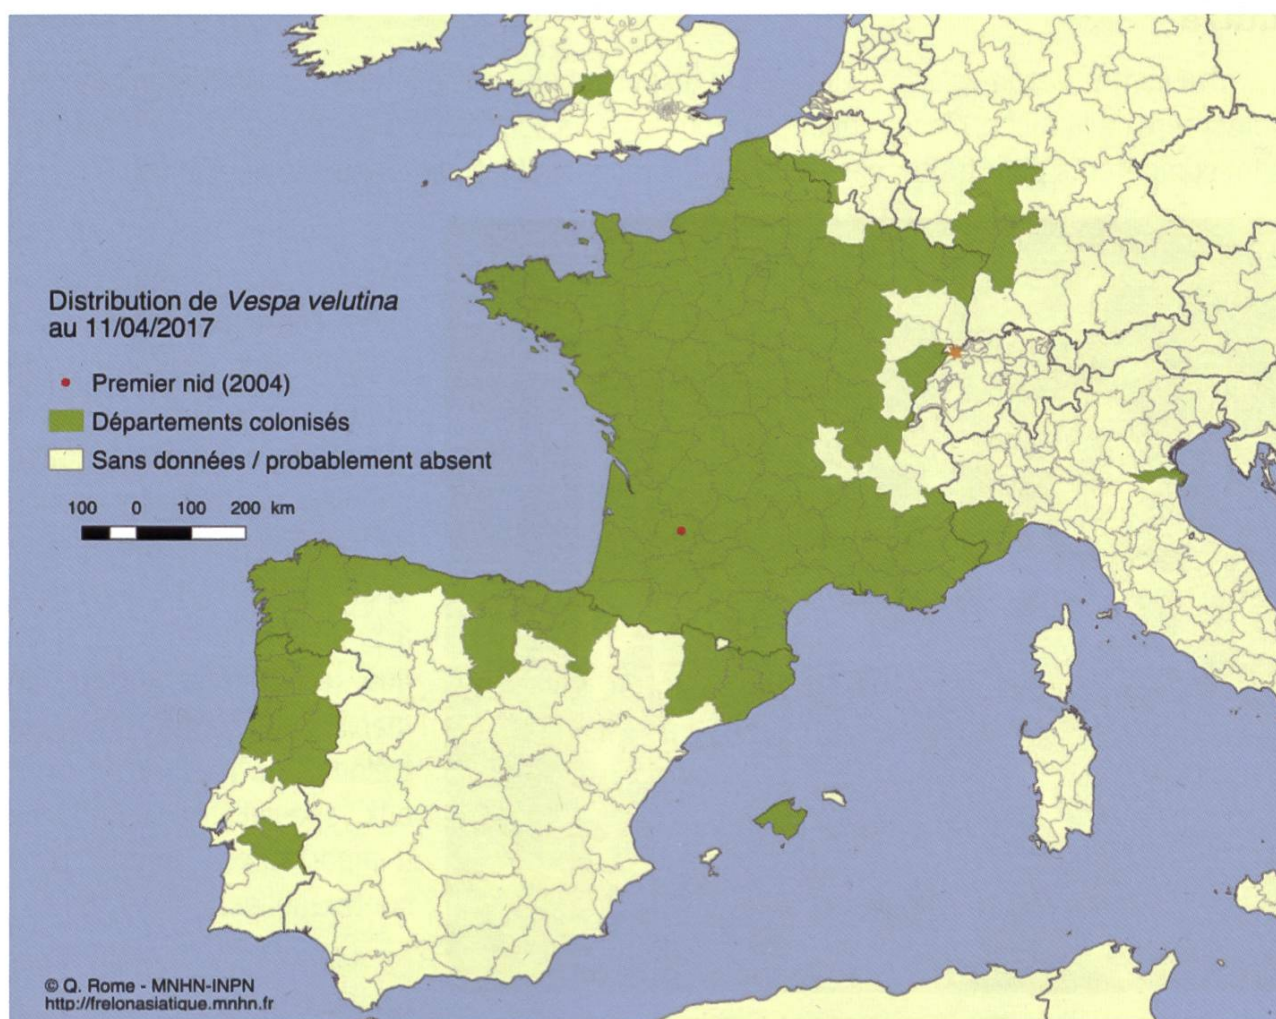 Distribution de Vespa velutina
au 11/04/2017
Premier nid (2004)
Départements colonisés
Sans données / probablement absent
100 0 100 200 km
© Q. Rome - MNHN-INPN
http://frelonasiatique.mnhn.fr